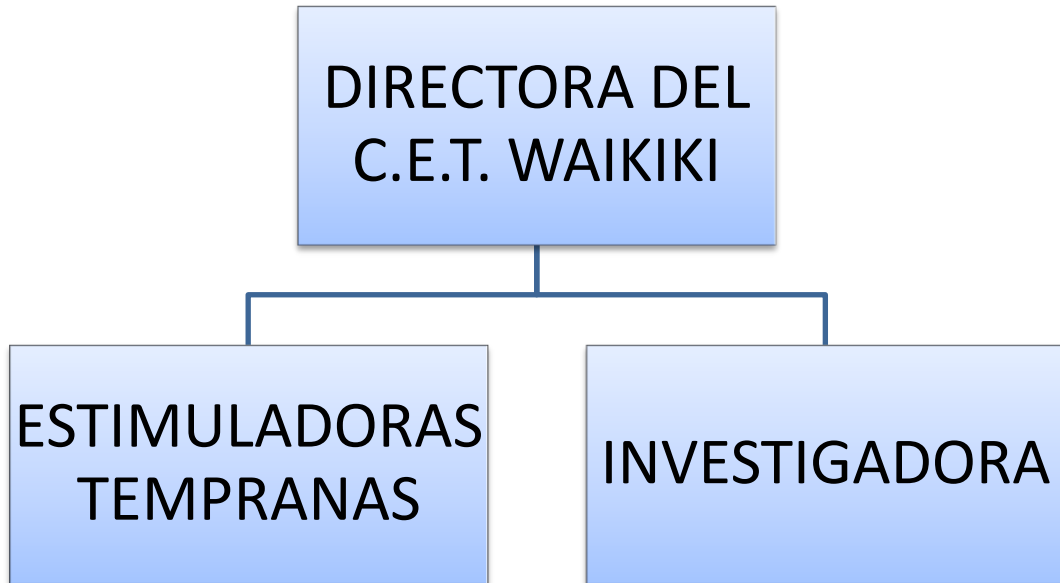 DIRECTORA DEL
C.E.T. WAIKIKI
ESTIMULADORAS
TEMPRANAS
INVESTIGADORA